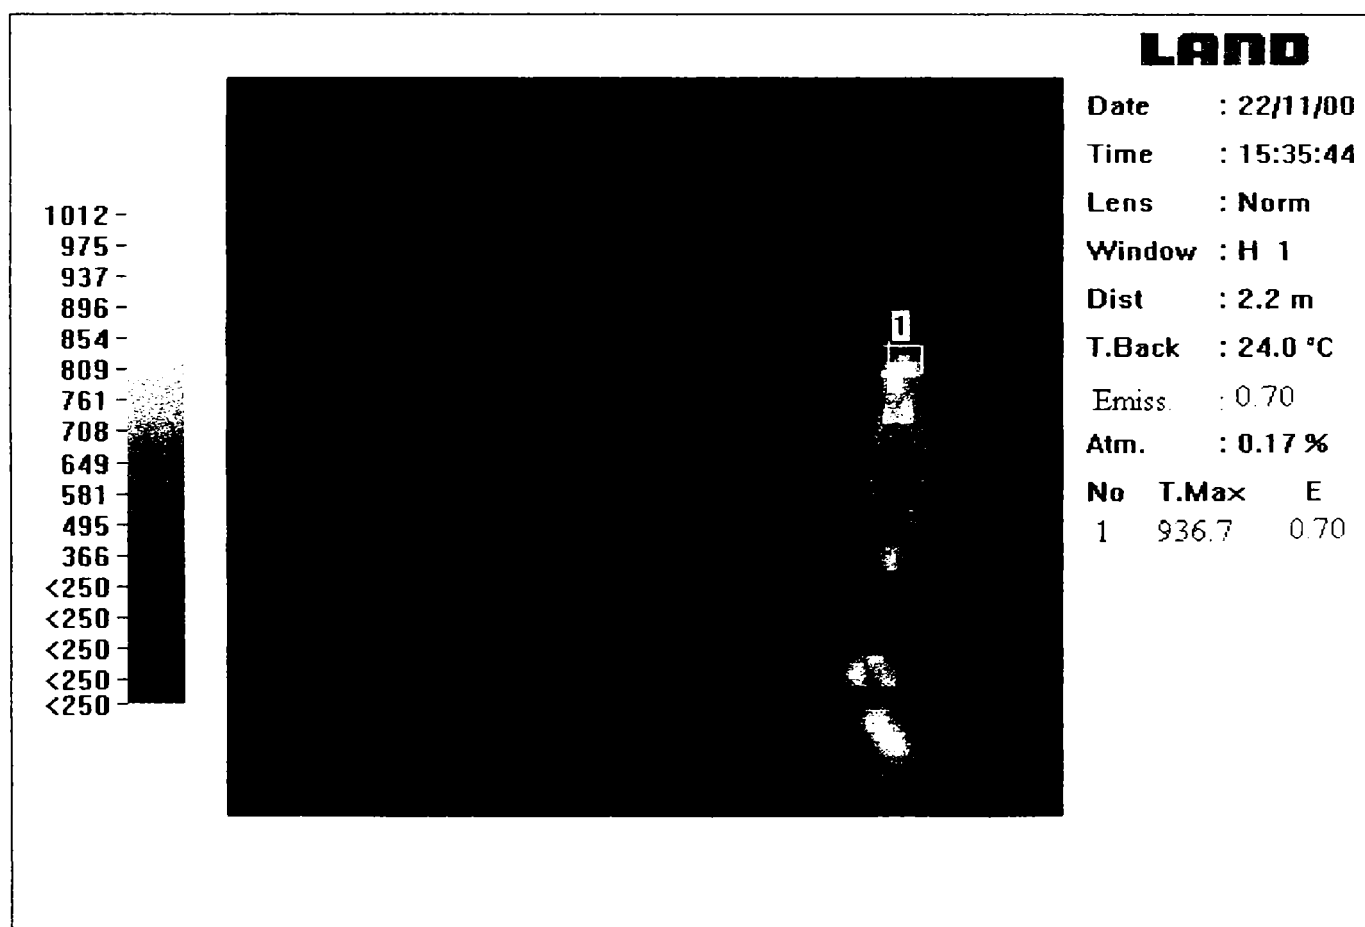 LAND
Date : 22/11/00
Time : 15:35:44
Lens : Norm
Window : H 1
Dist : 2.2 m
T.Back : 24.0 °C
Emiss. : 0.70
Atm. : 0.17 %
No T.Max E
1 936.7 0.70
1012
975
937
896
854
809
761
708
649
581
495
366
<250
<250
<250
<250
<250
1